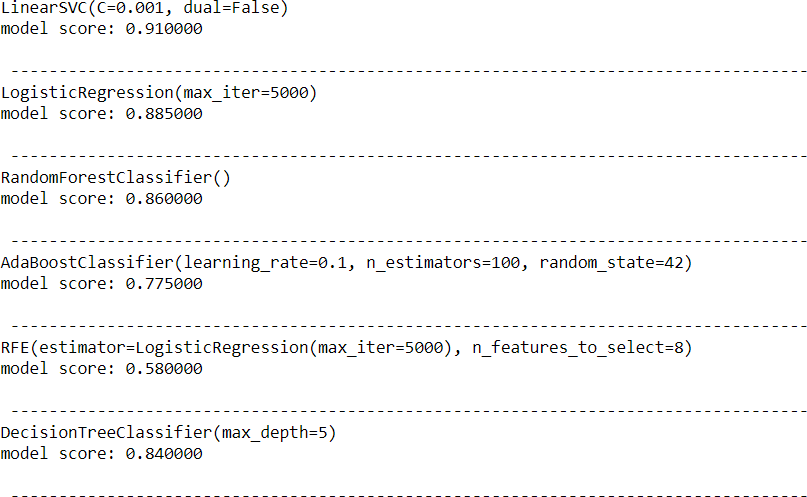 LinearSVC(C=0.001, dual=False)
model score: 0.910000
--------------------------------------------------------------------------------
LogisticRegression(max_iter=5000)
model score: 0.885000
--------------------------------------------------------------------------------
RandomForestClassifier()
model score: 0.860000
--------------------------------------------------------------------------------
AdaBoostClassifier(learning_rate=0.1, n_estimators=100, random_state=42)
model score: 0.775000
--------------------------------------------------------------------------------
RFE(estimator=LogisticRegression(max_iter=5000), n_features_to_select=8)
model score: 0.580000
--------------------------------------------------------------------------------
DecisionTreeClassifier(max_depth=5)
model score: 0.840000
--------------------------------------------------------------------------------